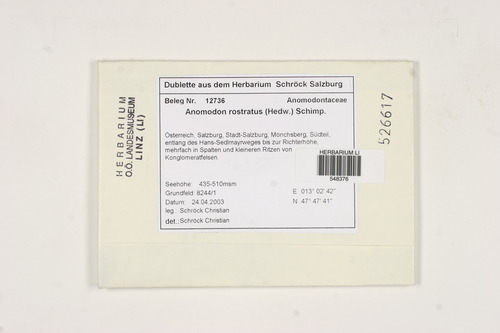 HERBARIUM
O.Ö. LANDESMUSEUM
LINZ (LI)
Dublette aus dem Herbarium Schröck Salzburg
Beleg Nr. 12736 Anomodontaceae
Anomodon rostratus (Hedw.) Schimp.
Österreich, Salzburg, Stadt-Salzburg, Mönchsberg, Südteil,
entlang des Hans-Sedlmayrweges bis zur Richterhöhe,
mehrfach in Spalten und kleineren Ritzen von
Konglomeratfelsen.
HERBARIUM LI
548376
Seehöhe: 435-510msm
Grundfeld: 8244/1
Datum: 24.04.2003
leg.: Schröck Christian
det.: Schröck Christian
E 013° 02' 42''
N 47° 47' 41''
526617